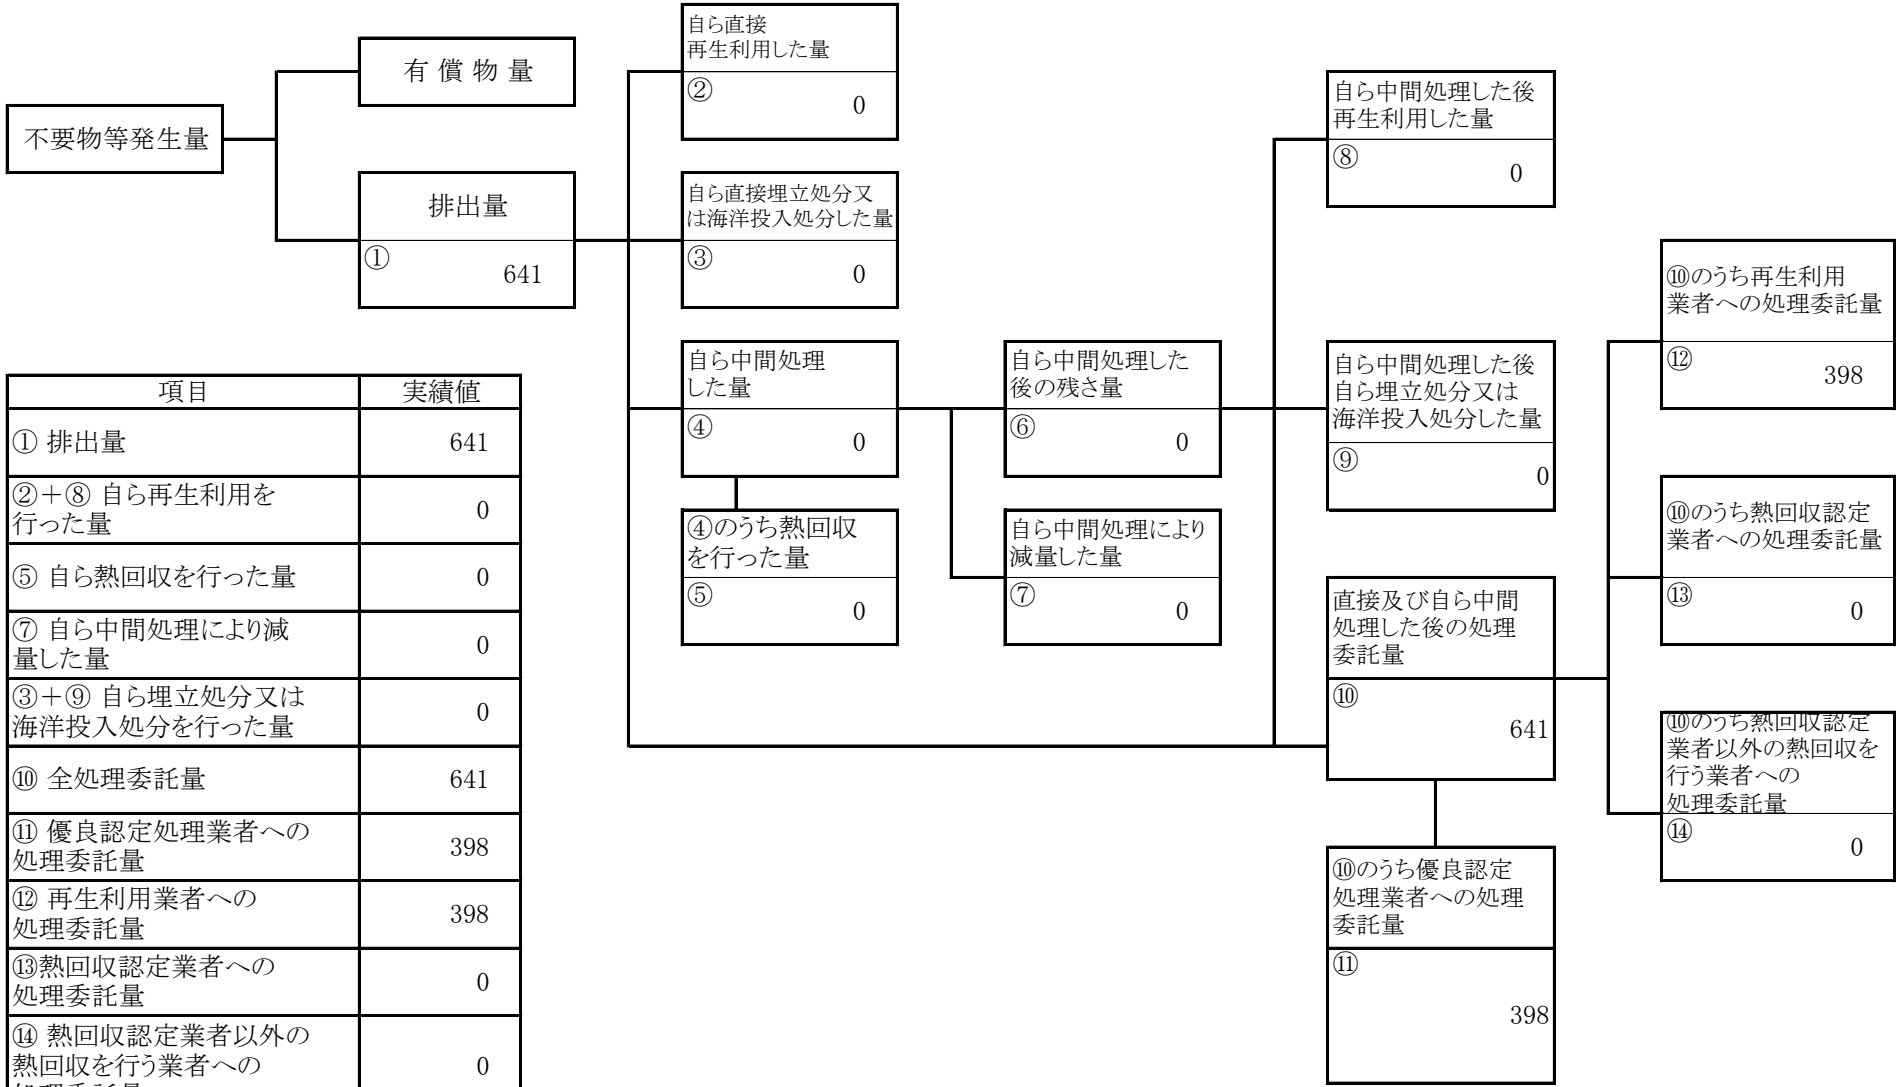 不要物等発生量
有 償 物 量
排出量
①
641
自ら直接
再生利用した量
②
0
自ら直接埋立処分又
は海洋投入処分した量
③
0
自ら中間処理
した量
④
0
④のうち熱回収
を行った量
⑤
0
自ら中間処理した
後の残さ量
⑥
0
自ら中間処理により
減量した量
⑦
0
自ら中間処理した後
再生利用した量
⑧
0
自ら中間処理した後
自ら埋立処分又は
海洋投入処分した量
⑨
0
直接及び自ら中間
処理した後の処理
委託量
⑩
641
⑩のうち優良認定
処理業者への処理
委託量
⑪
398
⑩のうち再生利用
業者への処理委託量
⑫
398
⑩のうち熱回収認定
業者への処理委託量
⑬
0
⑩のうち熱回収認定
業者以外の熱回収を
行う業者への
処理委託量
⑭
0
項目 実績値
① 排出量 641
②+⑧ 自ら再生利用を
行った量 0
⑤ 自ら熱回収を行った量 0
⑦ 自ら中間処理により減
量した量 0
③+⑨ 自ら埋立処分又は
海洋投入処分を行った量 0
⑩ 全処理委託量 641
⑪ 優良認定処理業者への
処理委託量 398
⑫ 再生利用業者への
処理委託量 398
⑬熱回収認定業者への
処理委託量 0
⑭ 熱回収認定業者以外の
熱回収を行う業者への 0